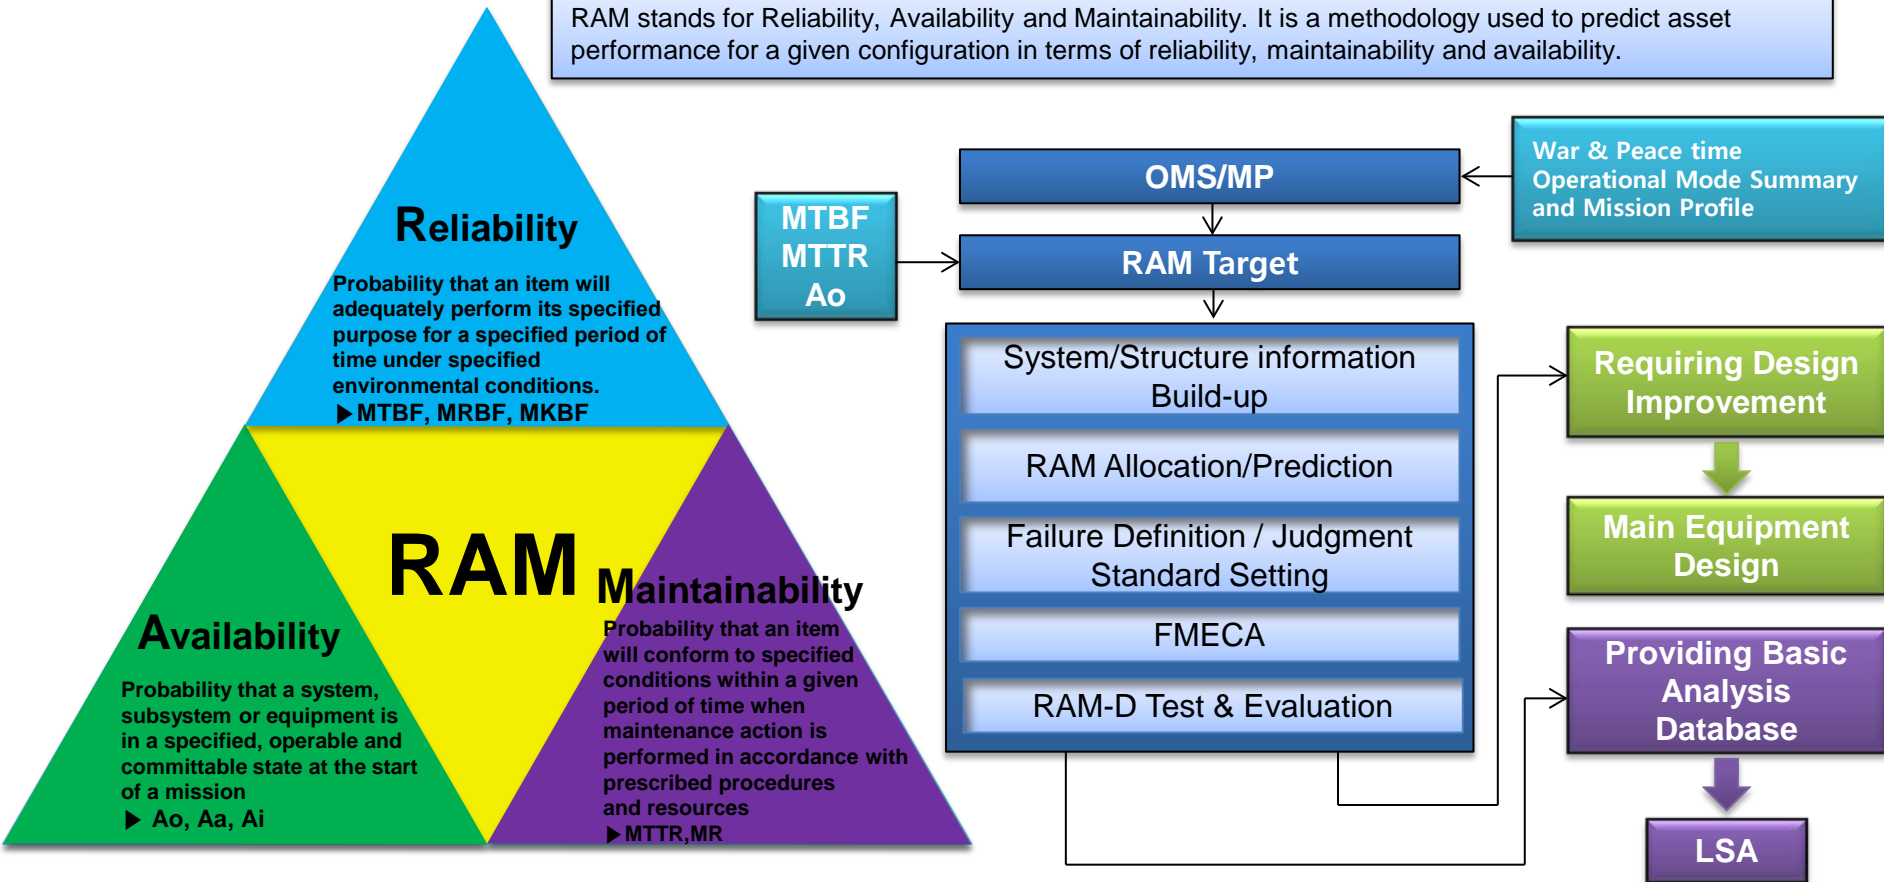 RAM stands for Reliability, Availability and Maintainability. It is a methodology used to predict asset
performance for a given configuration in terms of reliability, maintainability and availability.
Reliability
Probability that an item will
adequately perform its specified
purpose for a specified period of
time under specified
environmental conditions.
▶MTBF, MRBF, MKBF
RAM
Availability
Probability that a system,
subsystem or equipment is
in a specified, operable and
committable state at the start
of a mission
▶ Ao, Aa, Ai
Maintainability
Probability that an item
will conform to specified
conditions within a given
period of time when
maintenance action is
performed in accordance with
prescribed procedures
and resources
▶MTTR,MR
MTBF
MTTR
Ao
OMS/MP
War & Peace time
Operational Mode Summary
and Mission Profile
RAM Target
System/Structure information
Build-up
RAM Allocation/Prediction
Failure Definition / Judgment
Standard Setting
FMECA
RAM-D Test & Evaluation
Requiring Design
Improvement
Main Equipment
Design
Providing Basic
Analysis
Database
LSA